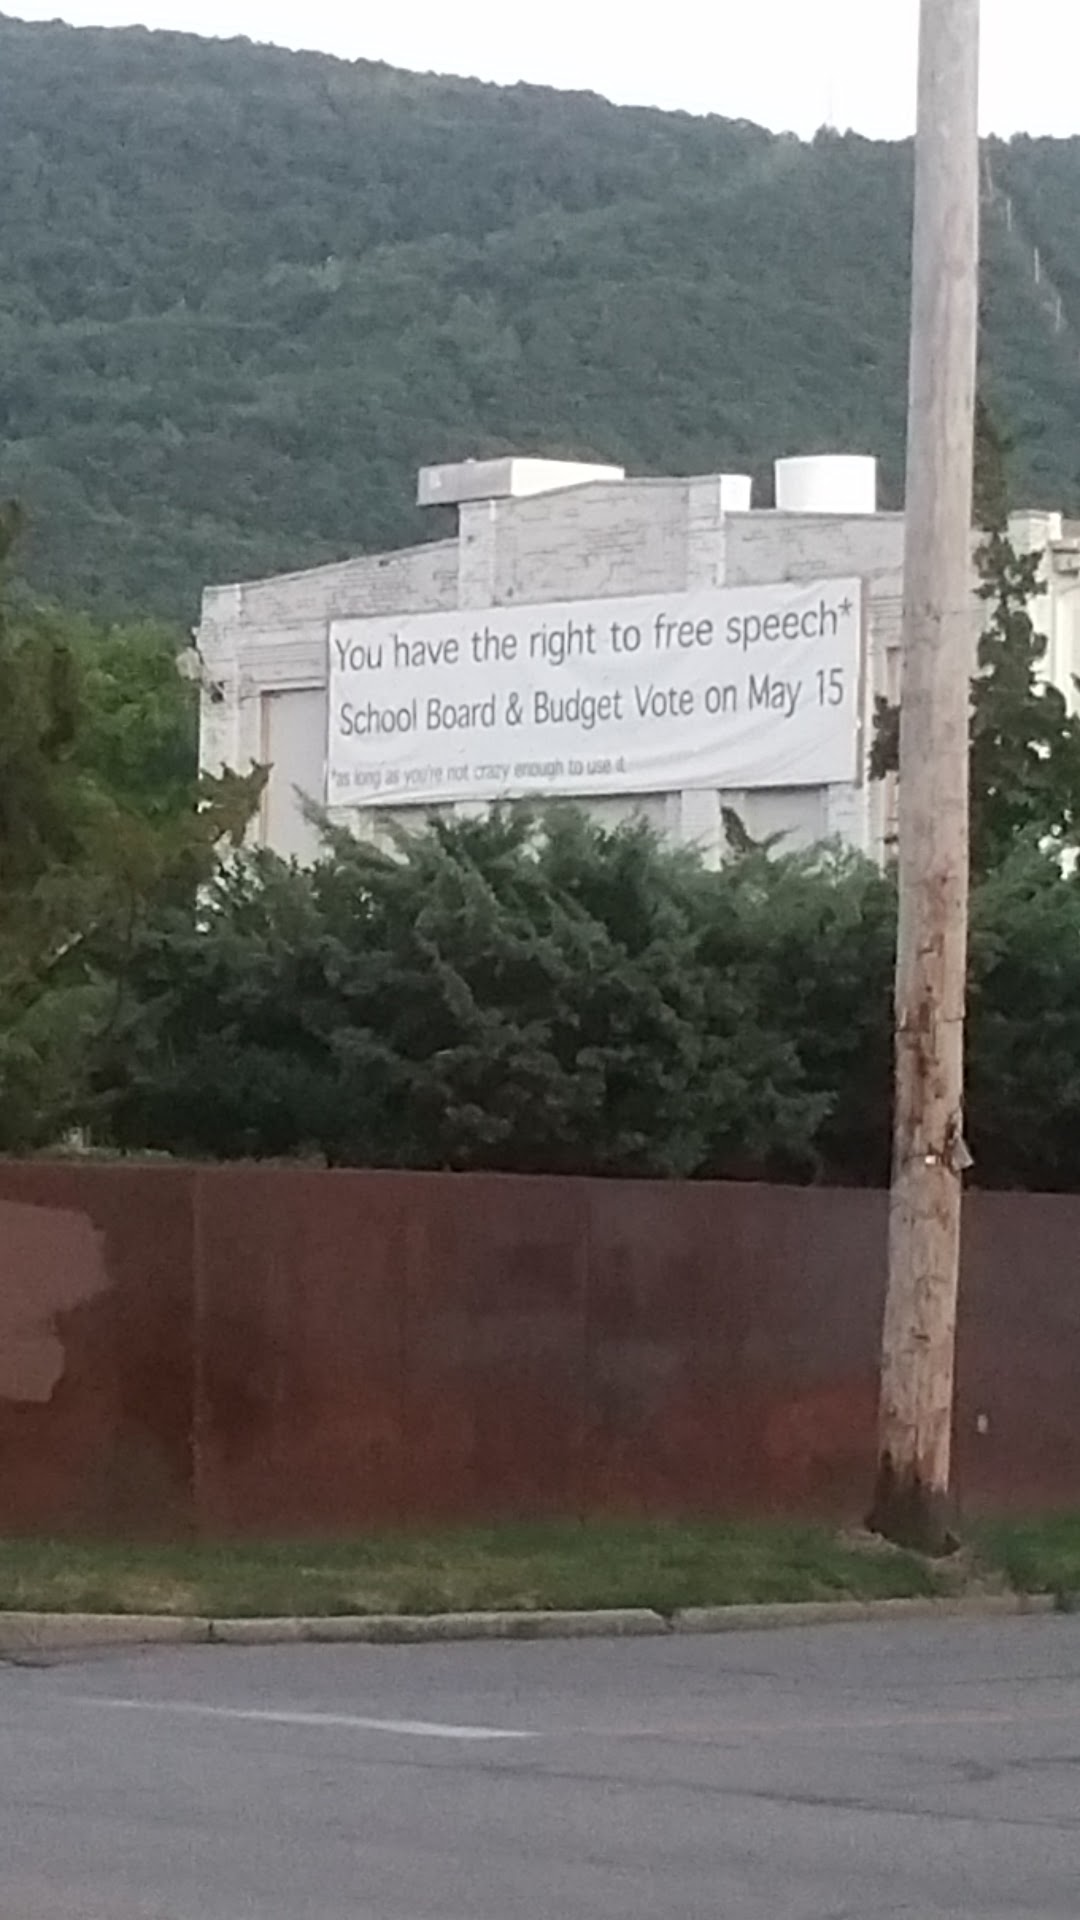 You have the right to free speech*
School Board & Budget Vote on May 15
*as long as you're not crazy enough to use it